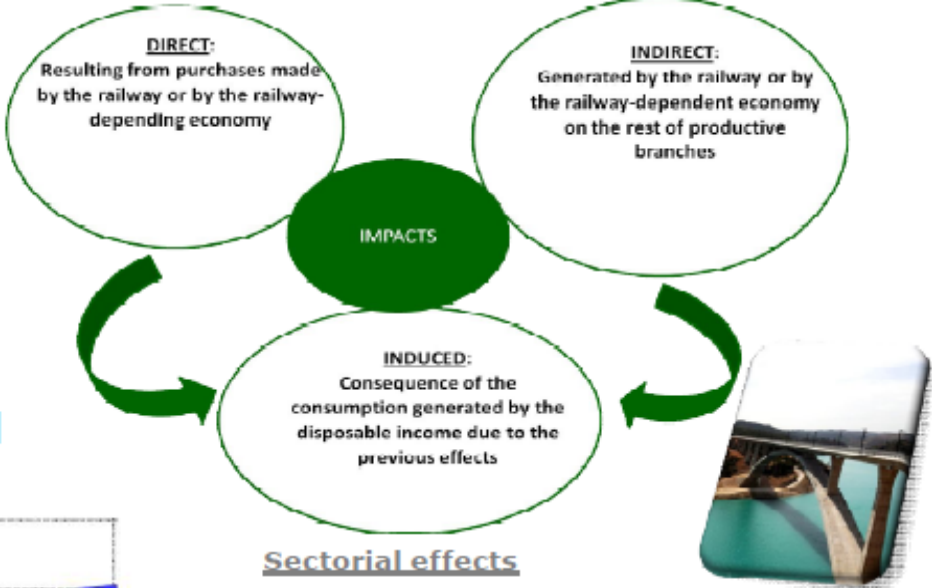 DIRECT:
Resulting from purchases made
by the railway or by the railway-
depending economy
INDIRECT:
Generated by the railway or by
the railway-dependent economy
on the rest of productive
branches
IMPACTS
INDUCED:
Consequence of the
consumption generated by the
disposable income due to the
previous effects
Sectorial effects